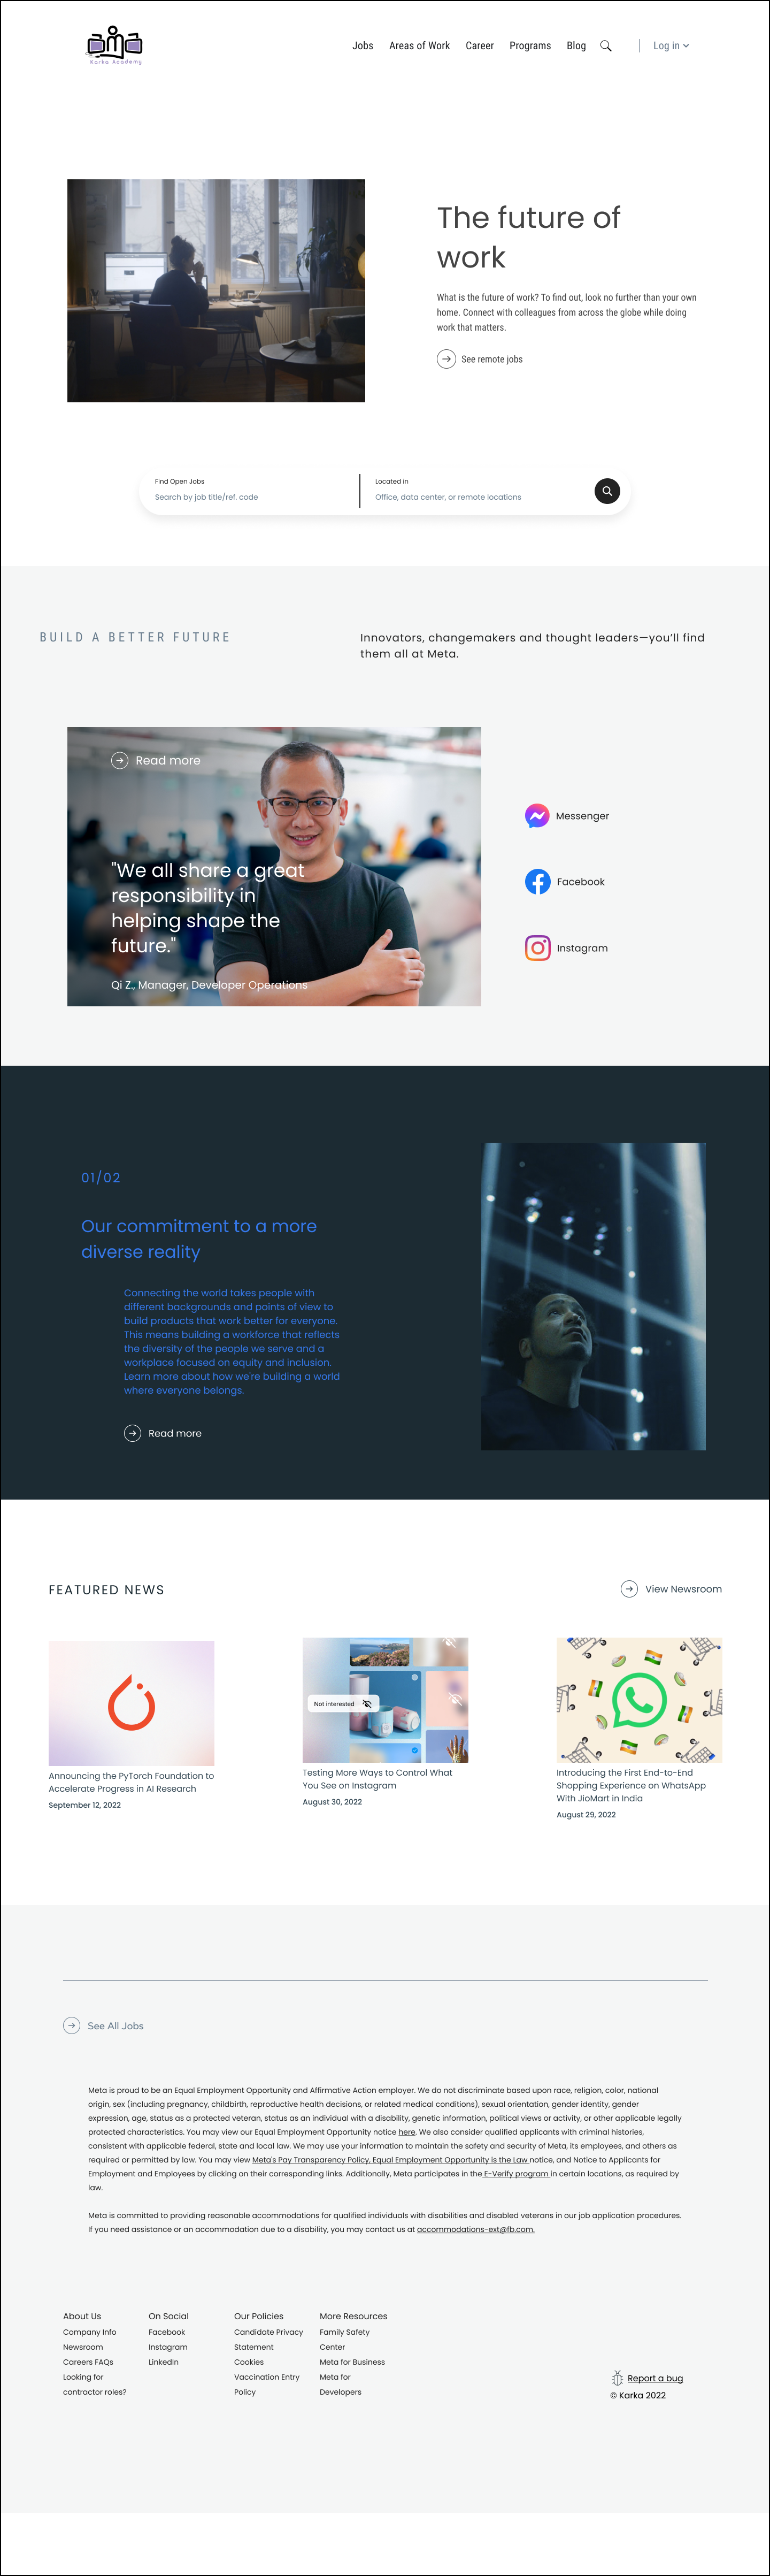 Karka Academy
Jobs
Areas of Work
Career
Programs
Blog
Log in
The future of
work
What is the future of work? To find out, look no further than your own
home. Connect with colleagues from across the globe while doing
work that matters.
See remote jobs
Find Open Jobs
Search by job title/ref. code
Located in
Office, data center, or remote locations
BUILD A BETTER FUTURE
Innovators, changemakers and thought leaders—you'll find
them all at Meta.
Read more
"We all share a great
responsibility in
helping shape the
future."
Qi Z., Manager, Developer Operations
Messenger
Facebook
Instagram
01/02
Our commitment to a more
diverse reality
Connecting the world takes people with
different backgrounds and points of view to
build products that work better for everyone.
This means building a workforce that reflects
the diversity of the people we serve and a
workplace focused on equity and inclusion.
Learn more about how we're building a world
where everyone belongs.
Read more
FEATURED NEWS
View Newsroom
Not interested
Announcing the PyTorch Foundation to
Accelerate Progress in AI Research
September 12, 2022
Testing More Ways to Control What
You See on Instagram
August 30, 2022
Introducing the First End-to-End
Shopping Experience on WhatsApp
With JioMart in India
August 29, 2022
See All Jobs
Meta is proud to be an Equal Employment Opportunity and Affirmative Action employer. We do not discriminate based upon race, religion, color, national
origin, sex (including pregnancy, childbirth, reproductive health decisions, or related medical conditions), sexual orientation, gender identity, gender
expression, age, status as a protected veteran, status as an individual with a disability, genetic information, political views or activity, or other applicable legally
protected characteristics. You may view our Equal Employment Opportunity notice here. We also consider qualified applicants with criminal histories,
consistent with applicable federal, state and local law. We may use your information to maintain the safety and security of Meta, its employees, and others as
required or permitted by law. You may view Meta's Pay Transparency Policy, Equal Employment Opportunity is the Law notice, and Notice to Applicants for
Employment and Employees by clicking on their corresponding links. Additionally, Meta participates in the E-Verify program in certain locations, as required by
law.
Meta is committed to providing reasonable accommodations for qualified individuals with disabilities and disabled veterans in our job application procedures.
If you need assistance or an accommodation due to a disability, you may contact us at accommodations-ext@fb.com.
About Us
Company Info
Newsroom
Careers FAQs
Looking for
contractor roles?
On Social
Facebook
Instagram
LinkedIn
Our Policies
Candidate Privacy
Statement
Cookies
Vaccination Entry
Policy
More Resources
Family Safety
Center
Meta for Business
Meta for
Developers
Report a bug
© Karka 2022